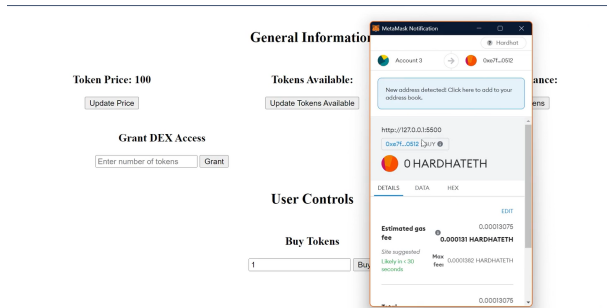 MetaMask Notification
Hardhat
General Informatio
Account 3
0xe7f...0512
Token Price: 100
Tokens Available:
ance:
New address detected! Click here to add to your address book.
Update Price
Update Tokens Available
ens
Grant DEX Access
http://127.0.0.1:5500
0xe7f...0512
BUY
Enter number of tokens
Grant
0 HARDHATETH
DETAILS
DATA
HEX
User Controls
EDIT
Estimated gas fee
0.00013075
0.000131 HARDHATETH
Buy Tokens
Site suggested
Likely in < 30 seconds
Max fee:
0.0001392 HARDHATETH
1
Buy
0.00013075